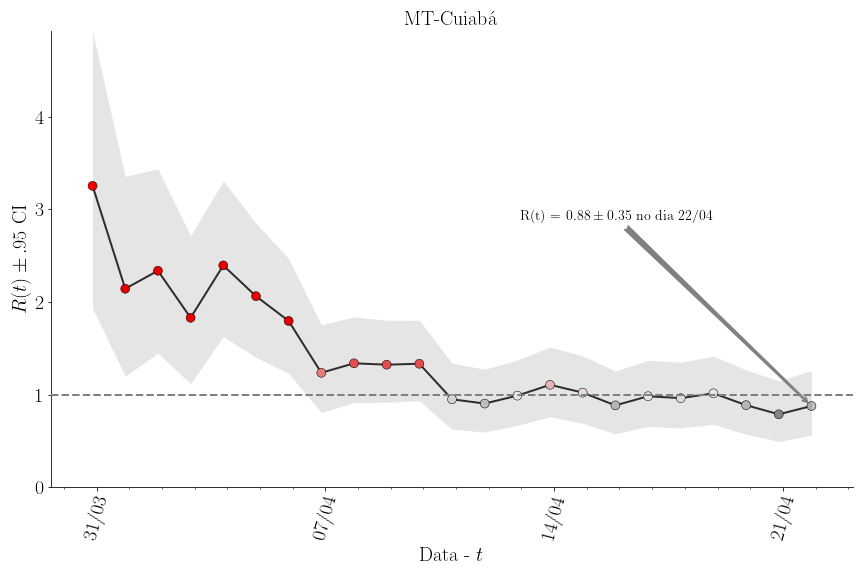 MT-Cuiabá
R(t) ± .95 CI
4
3
2
1
0
R(t) = 0.88 ± 0.35 no dia 22/04
31/03
07/04
14/04
21/04
Data - t